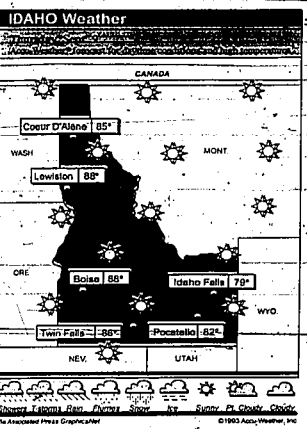 IDAHO Weather
CANADA
Coeur D'Alene 85°
WASH
MONT.
Lewiston 88°
ORE
Boise 88°
Idaho Falls 79°
WYO.
Twin Falls 86°
Pocatello 82°
NEV.
UTAH
Showers T-storms Rain Flurries Snow Ice Sunny Pt. Cloudy Cloudy
Associated Press GraphicsNet ©1993 Accu-Weather, Inc.